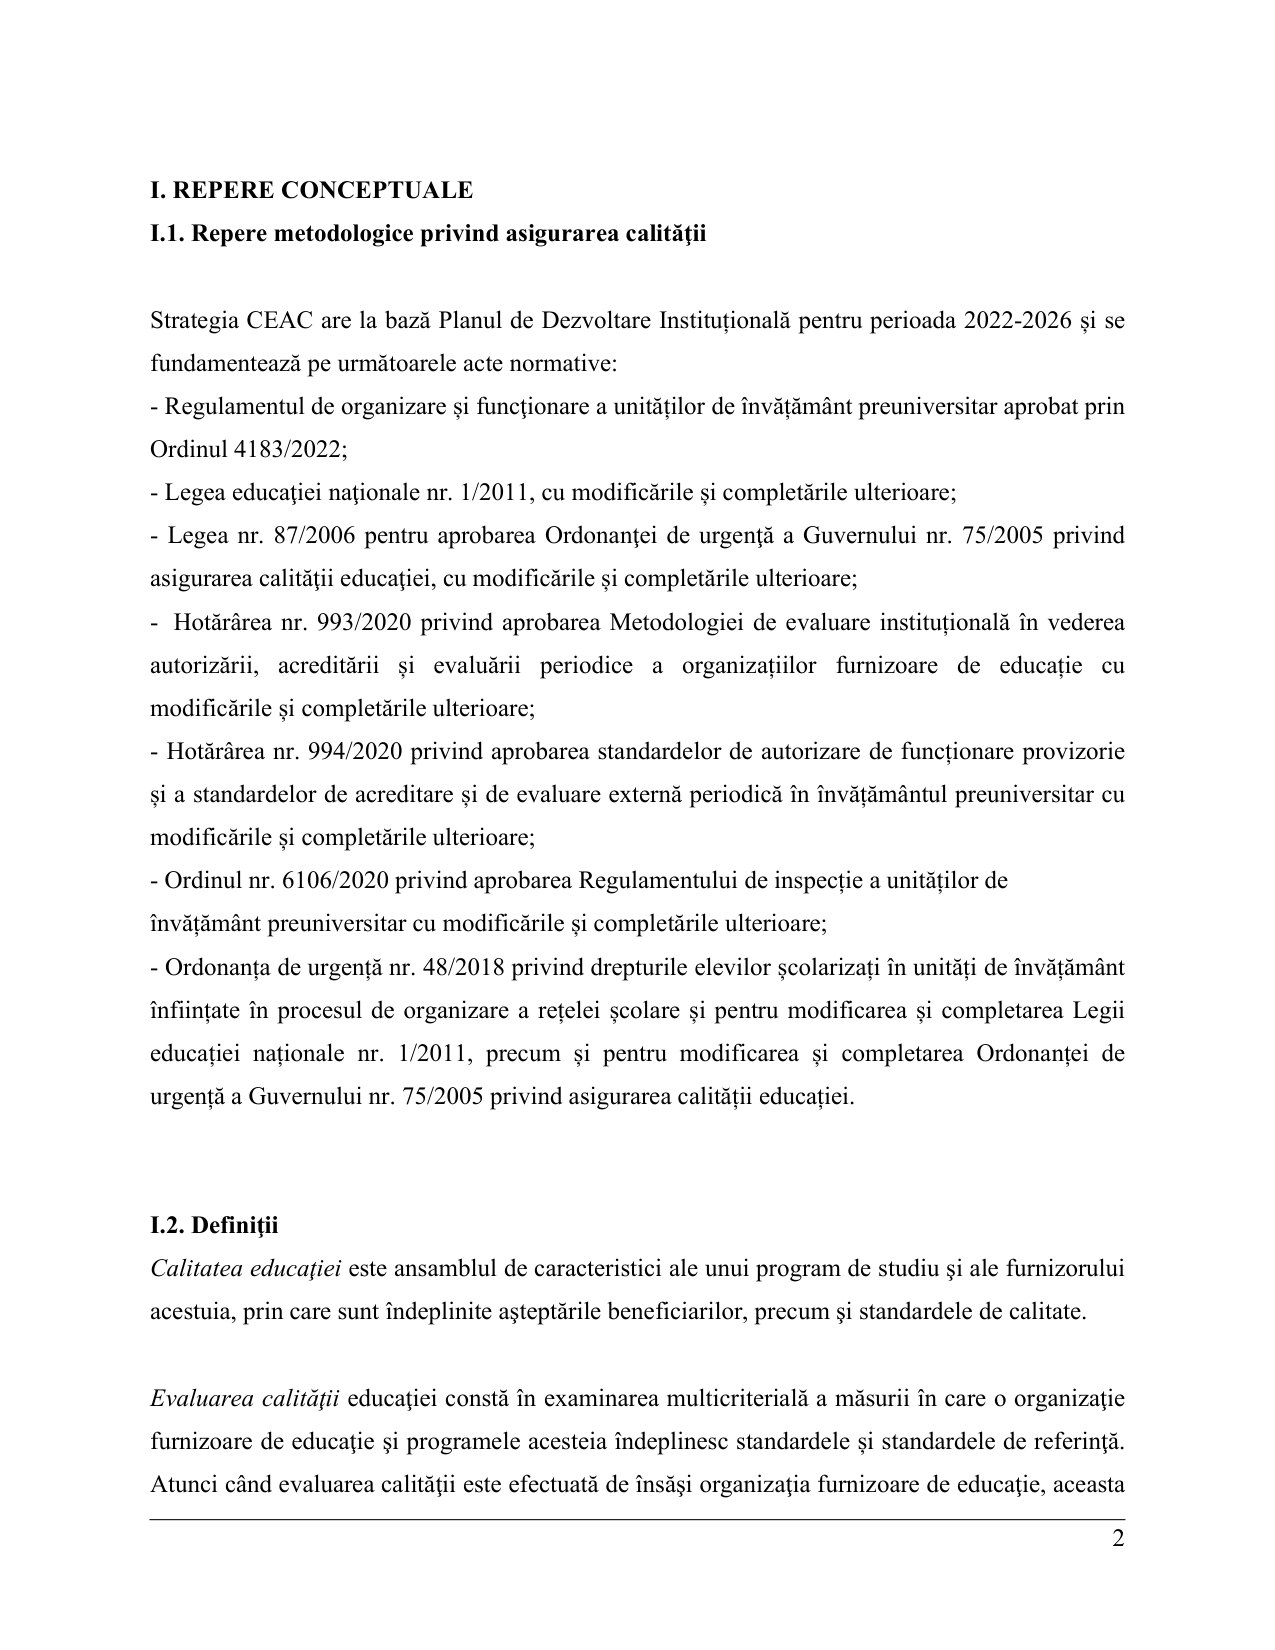 I. REPERE CONCEPTUALE
I.1. Repere metodologice privind asigurarea calităţii
Strategia CEAC are la bază Planul de Dezvoltare Instituțională pentru perioada 2022-2026 și se
fundamentează pe următoarele acte normative:
- Regulamentul de organizare și funcţionare a unităților de învățământ preuniversitar aprobat prin
Ordinul 4183/2022;
- Legea educaţiei naţionale nr. 1/2011, cu modificările și completările ulterioare;
- Legea nr. 87/2006 pentru aprobarea Ordonanţei de urgenţă a Guvernului nr. 75/2005 privind
asigurarea calităţii educaţiei, cu modificările și completările ulterioare;
- Hotărârea nr. 993/2020 privind aprobarea Metodologiei de evaluare instituțională în vederea
autorizării, acreditării și evaluării periodice a organizațiilor furnizoare de educație cu
modificările și completările ulterioare;
- Hotărârea nr. 994/2020 privind aprobarea standardelor de autorizare de funcționare provizorie
și a standardelor de acreditare și de evaluare externă periodică în învățământul preuniversitar cu
modificările și completările ulterioare;
- Ordinul nr. 6106/2020 privind aprobarea Regulamentului de inspecție a unităților de
învățământ preuniversitar cu modificările și completările ulterioare;
- Ordonanța de urgență nr. 48/2018 privind drepturile elevilor școlarizați în unități de învățământ
înființate în procesul de organizare a rețelei școlare și pentru modificarea și completarea Legii
educației naționale nr. 1/2011, precum și pentru modificarea și completarea Ordonanței de
urgență a Guvernului nr. 75/2005 privind asigurarea calității educației.
I.2. Definiţii
Calitatea educaţiei este ansamblul de caracteristici ale unui program de studiu şi ale furnizorului
acestuia, prin care sunt îndeplinite aşteptările beneficiarilor, precum şi standardele de calitate.
Evaluarea calităţii educaţiei constă în examinarea multicriterială a măsurii în care o organizaţie
furnizoare de educaţie şi programele acesteia îndeplinesc standardele și standardele de referinţă.
Atunci când evaluarea calităţii este efectuată de însăşi organizaţia furnizoare de educaţie, aceasta
2